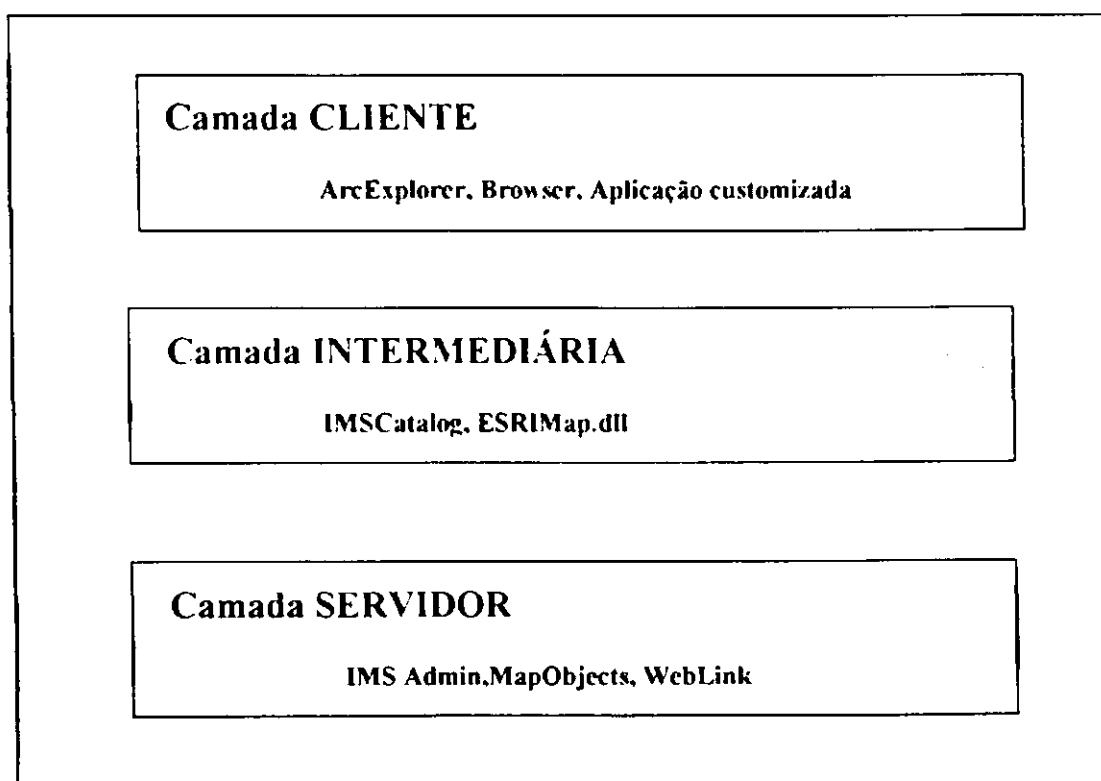 Camada CLIENTE
ArcExplorer, Browser, Aplicação customizada
Camada INTERMEDIÁRIA
IMSCatalog, ESRIMap.dll
Camada SERVIDOR
IMS Admin,MapObjects, WebLink